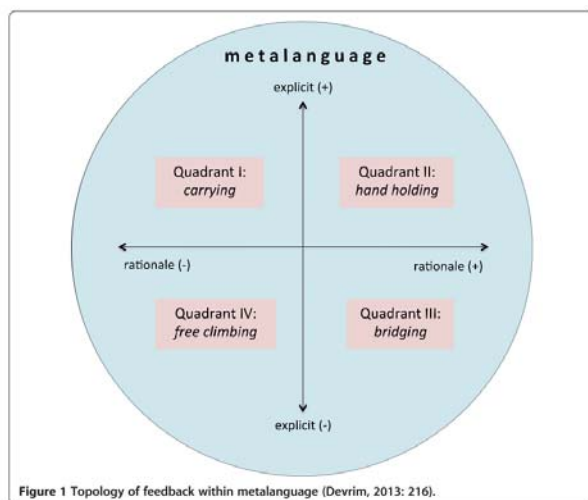 metalanguage
explicit (+)
Quadrant I:
carrying
Quadrant II:
hand holding
rationale (-)
rationale (+)
Quadrant IV:
free climbing
Quadrant III:
bridging
explicit (-)
Figure 1 Topology of feedback within metalanguage (Devrim, 2013: 216).